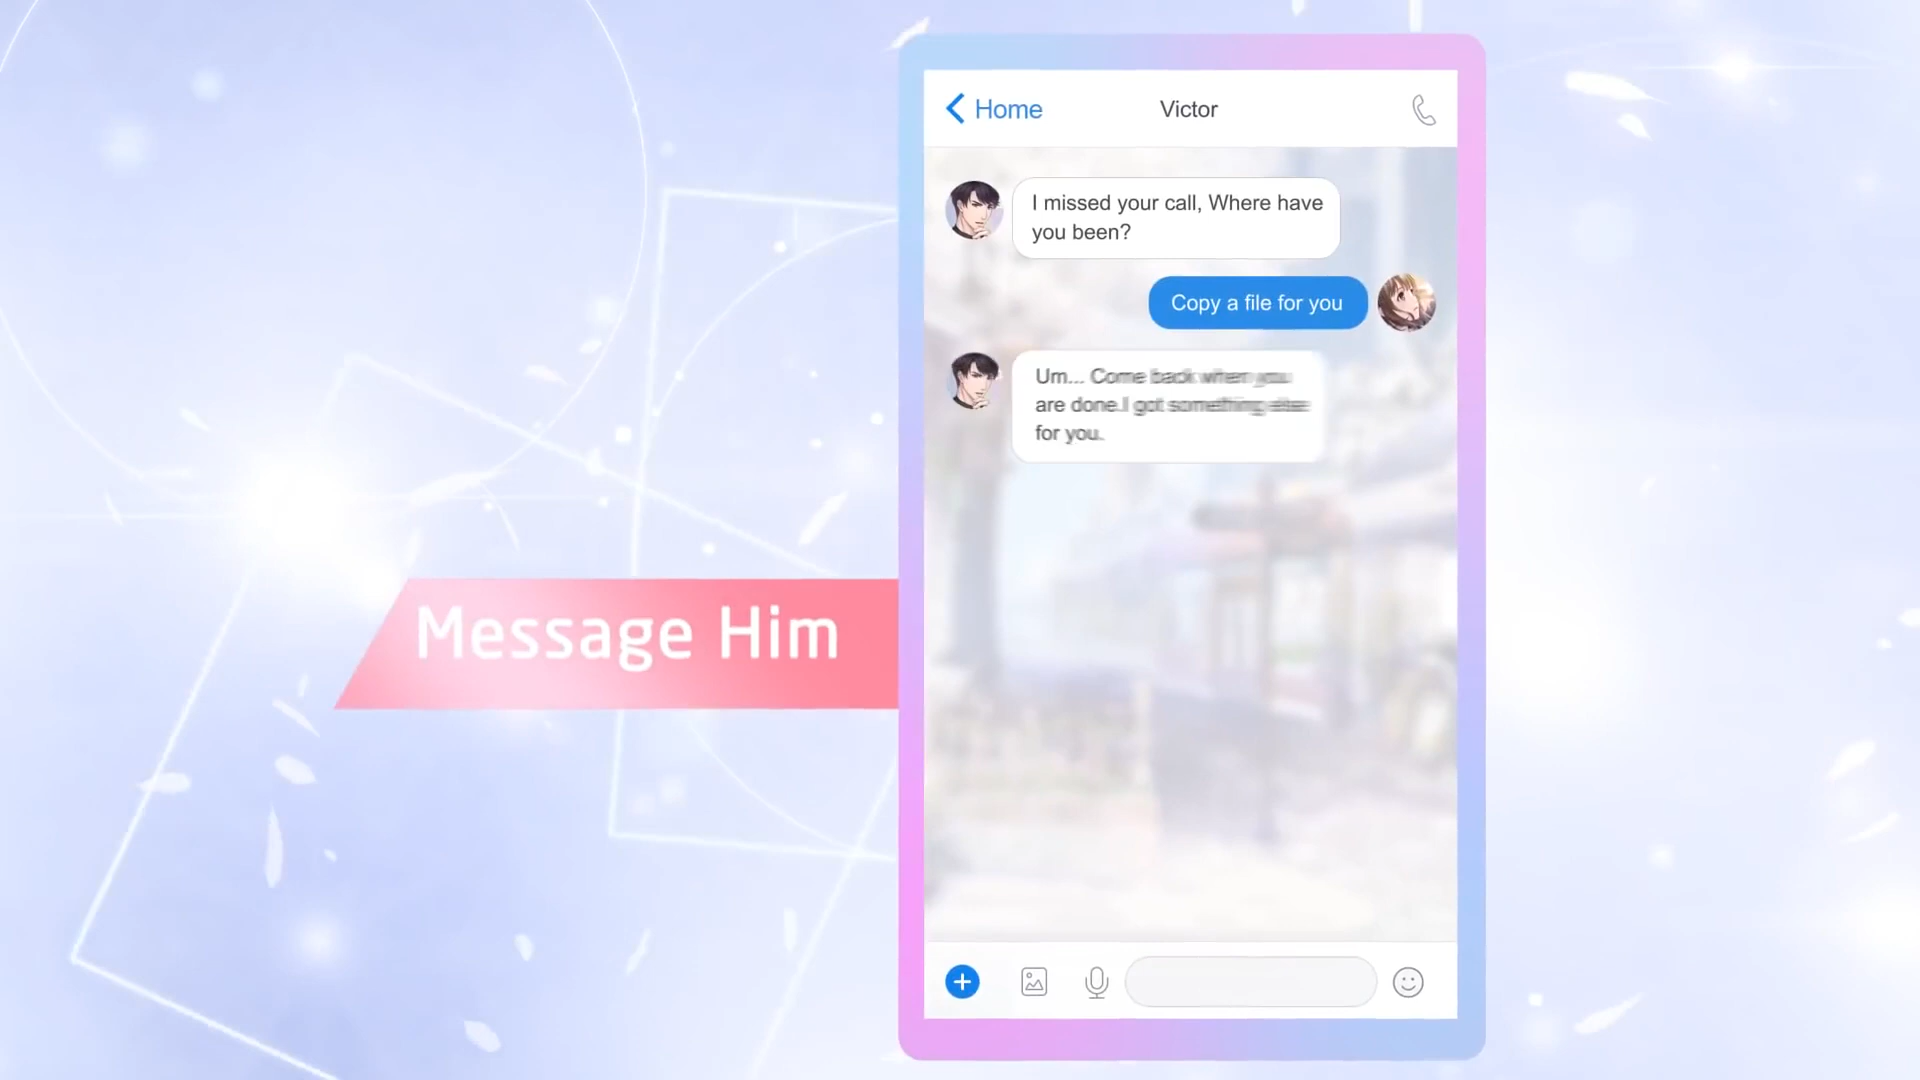 Home
Victor
I missed your call, Where have
you been?
Copy a file for you
Um... Come back when you
are done.I got something else
for you.
Message Him